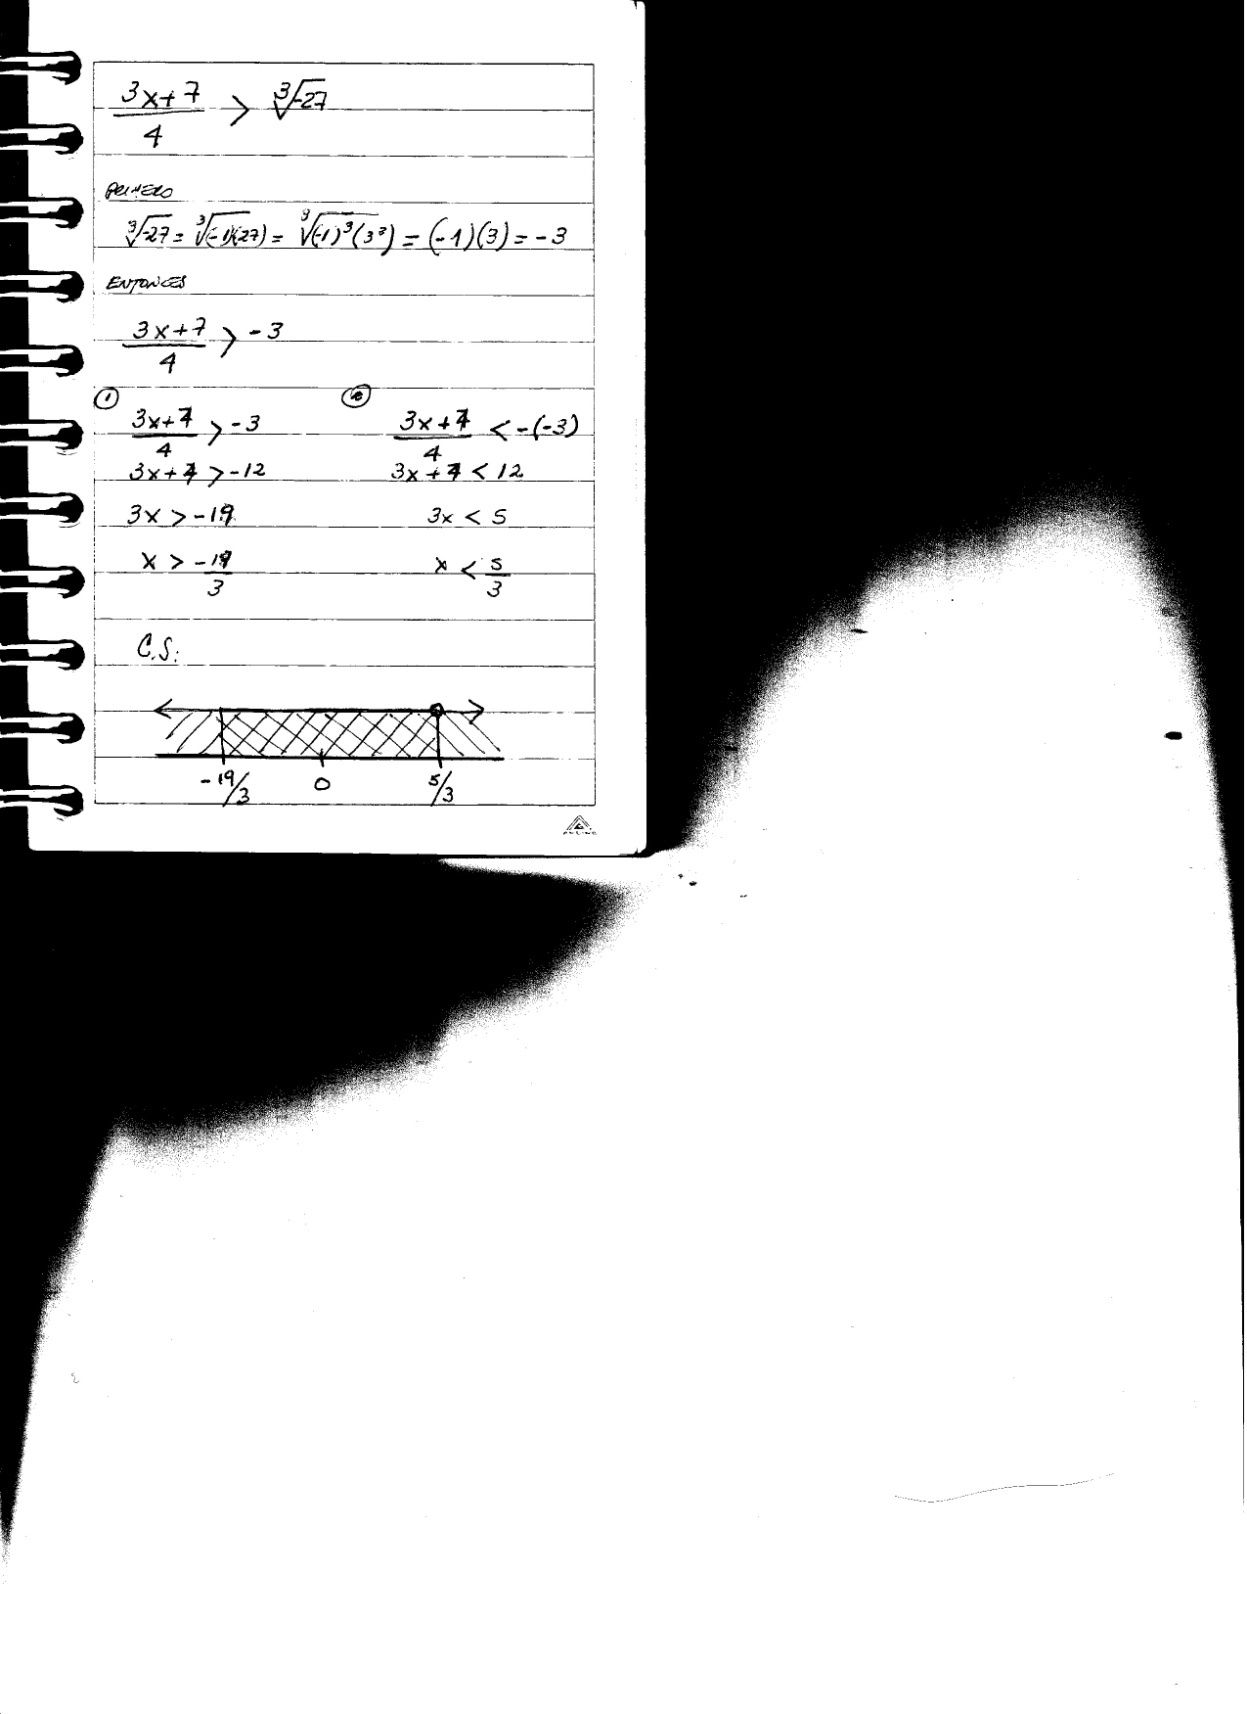 3x+7/4 > ∛-27
PRIMERO
∛-27 = ∛(-1)(27) = ∛(-1)³(3³) = (-1)(3) = -3
ENTONCES
3x+7/4 > -3
①
3x+7/4 > -3
3x+7 > -12
3x > -19
x > -19/3
3x+7/4 < -(-3)
3x+7 < 12
3x < 5
x < 5/3
C.S:
-19/3 0 5/3